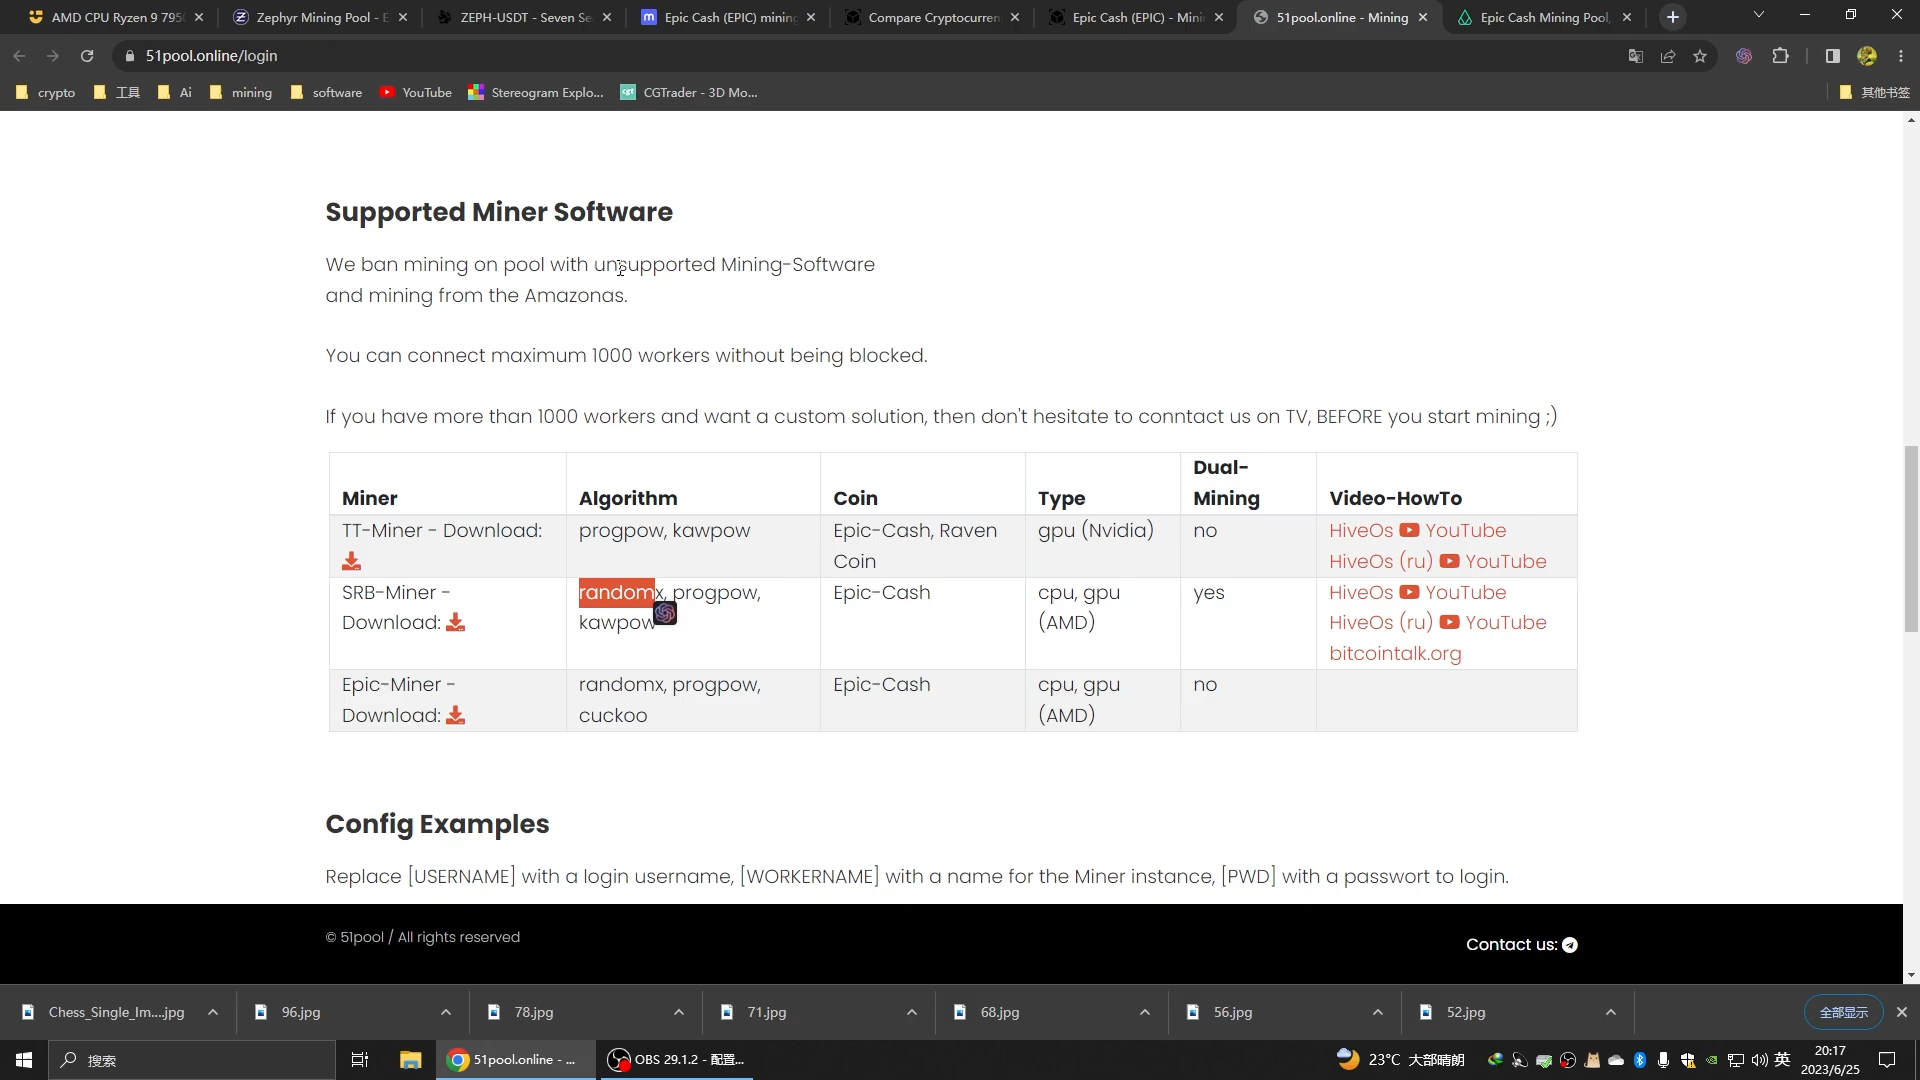 AMD CPU Ryzen 9 795
Zephyr Mining Pool - E
ZEPH-USDT - Seven Se
Epic Cash (EPIC) mining
Compare Cryptocurren
Epic Cash (EPIC) - Mini
51pool.online - Mining
Epic Cash Mining Pool,
51pool.online/login
crypto
工具
Ai
mining
software
YouTube
Stereogram Explo...
CGTrader - 3D Mo...
其他书签
Supported Miner Software
We ban mining on pool with unsupported Mining-Software
and mining from the Amazonas.
You can connect maximum 1000 workers without being blocked.
If you have more than 1000 workers and want a custom solution, then don't hesitate to conntact us on TV, BEFORE you start mining ;)
Miner Algorithm Coin Type Dual-
Mining Video-HowTo
TT-Miner - Download: progpow, kawpow Epic-Cash, Raven
Coin gpu (Nvidia) no HiveOs YouTube
HiveOs (ru) YouTube
SRB-Miner -
Download: randomx, progpow,
kawpow Epic-Cash cpu, gpu
(AMD) yes HiveOs YouTube
HiveOs (ru) YouTube
bitcointalk.org
Epic-Miner -
Download: randomx, progpow,
cuckoo Epic-Cash cpu, gpu
(AMD) no
Config Examples
Replace [USERNAME] with a login username, [WORKERNAME] with a name for the Miner instance, [PWD] with a passwort to login.
© 51pool / All rights reserved
Contact us:
Chess_Single_Im....jpg
96.jpg
78.jpg
71.jpg
68.jpg
56.jpg
52.jpg
全部显示
搜索
51pool.online - ...
OBS 29.1.2 - 配置...
23°C 大部晴朗
英
20:17
2023/6/25